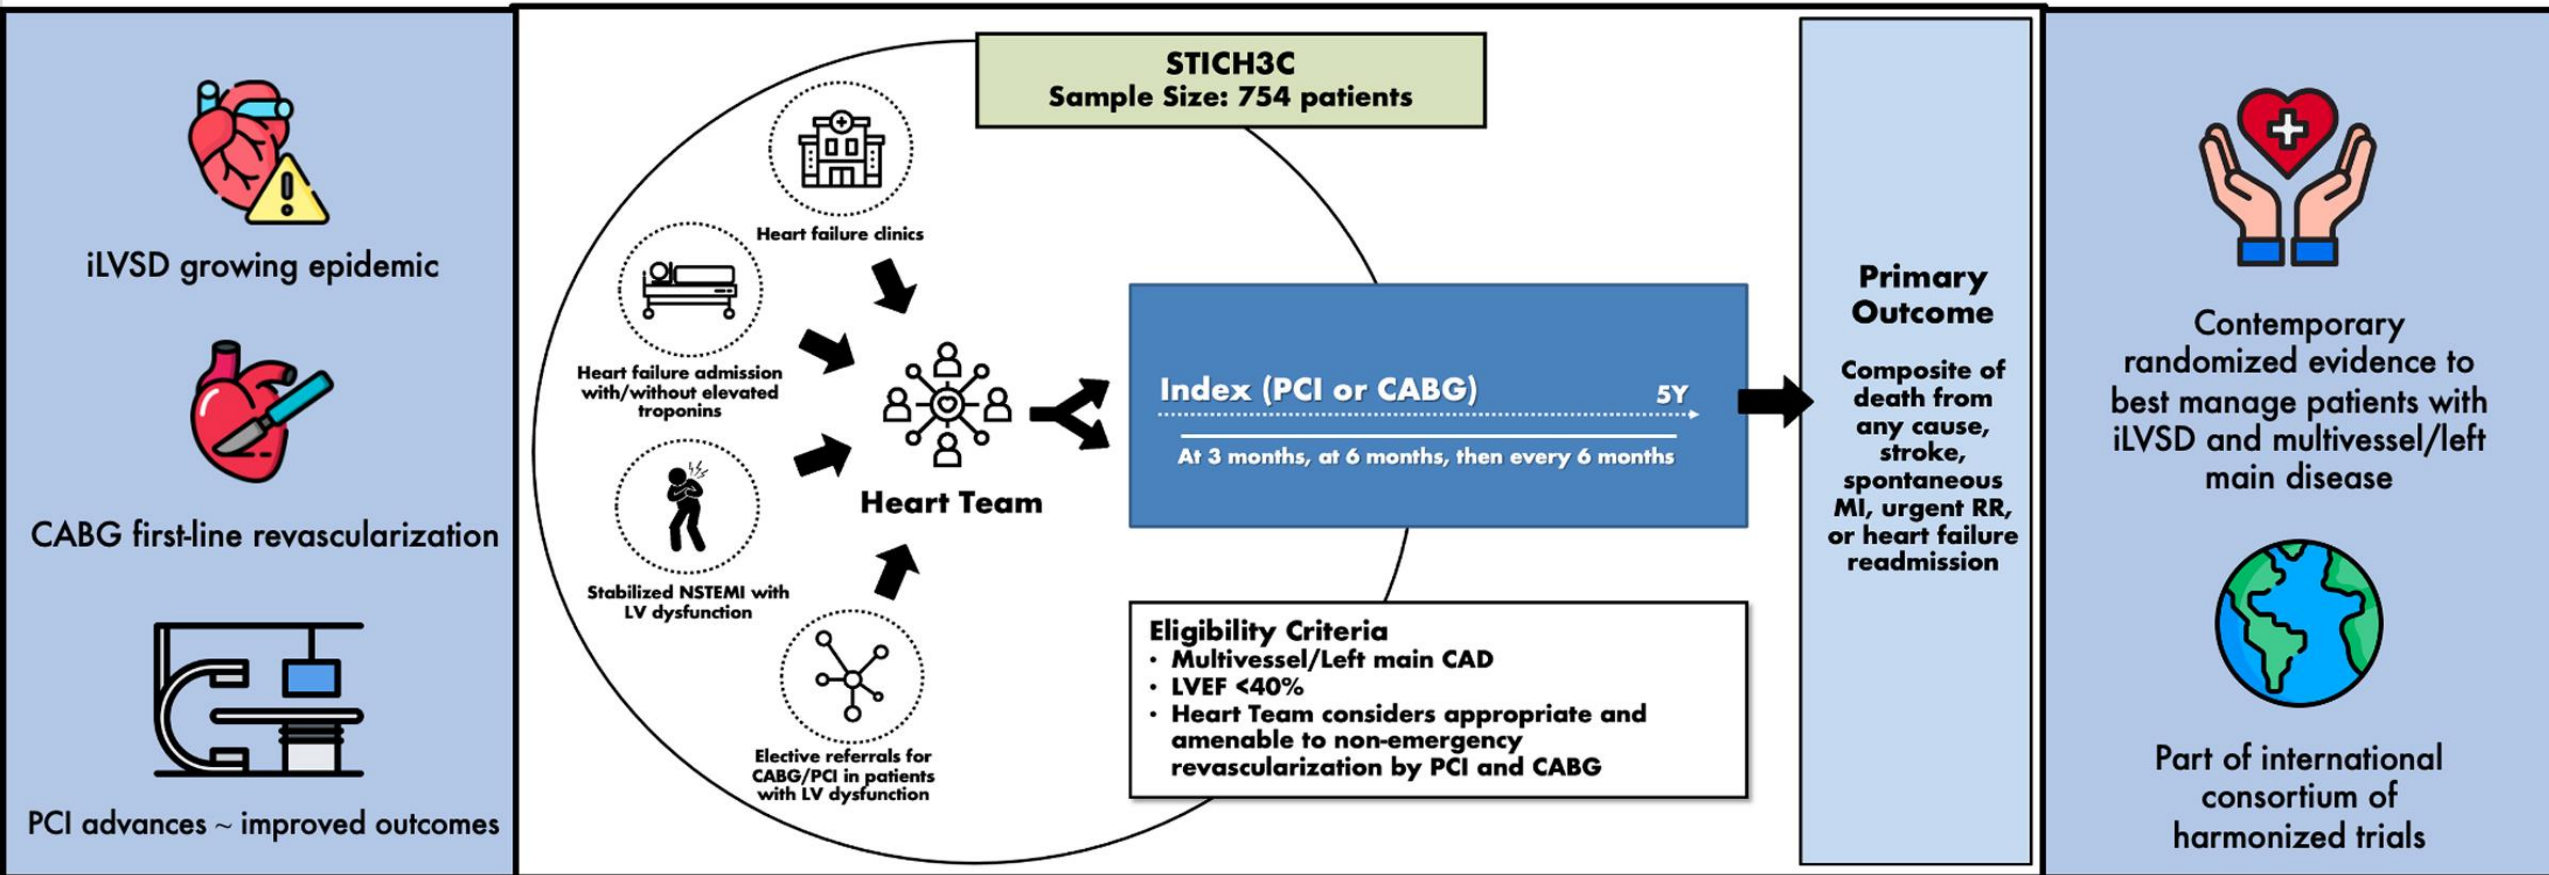 iLVSD growing epidemic
CABG first-line revascularization
PCI advances ~ improved outcomes
STICH3C
Sample Size: 754 patients
Heart failure clinics
Heart failure admission
with/without elevated
troponins
Stabilized NSTEMI with
LV dysfunction
Elective referrals for
CABG/PCI in patients
with LV dysfunction
Heart Team
Index (PCI or CABG)
5Y
At 3 months, at 6 months, then every 6 months
Eligibility Criteria
• Multivessel/Left main CAD
• LVEF <40%
• Heart Team considers appropriate and
amenable to non-emergency
revascularization by PCI and CABG
Primary
Outcome
Composite of
death from
any cause,
stroke,
spontaneous
MI, urgent RR,
or heart failure
readmission
Contemporary
randomized evidence to
best manage patients with
iLVSD and multivessel/left
main disease
Part of international
consortium of
harmonized trials